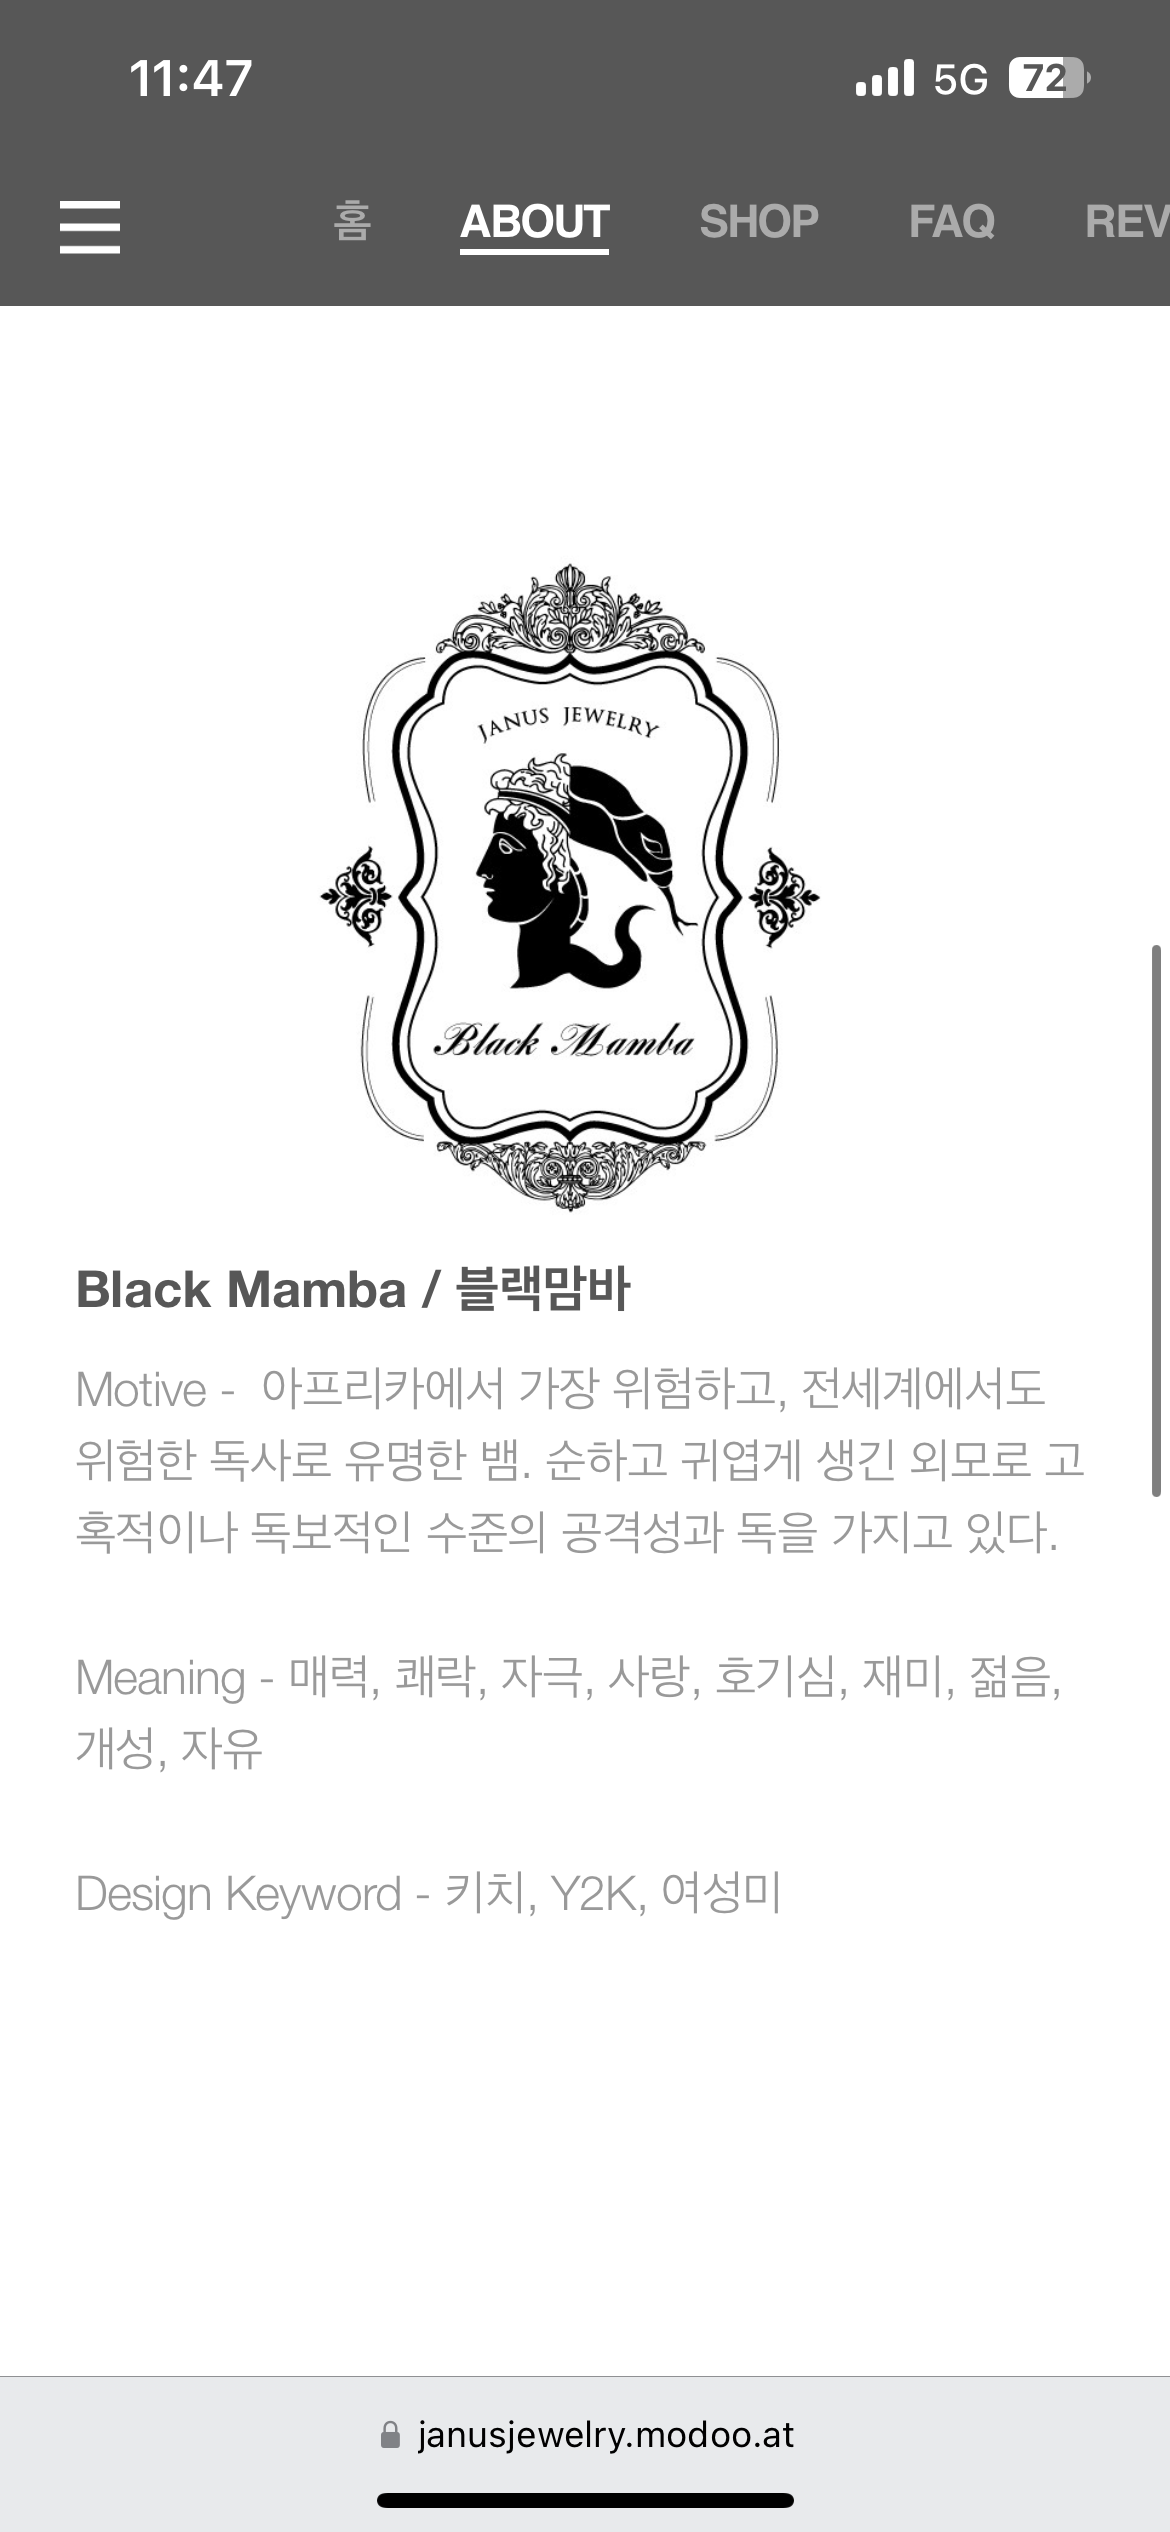 11:47
5G 72
홈 ABOUT SHOP FAQ REV
JANUS JEWELRY
Black Mamba
Black Mamba / 블랙맘바
Motive - 아프리카에서 가장 위험하고, 전세계에서도
위험한 독사로 유명한 뱀. 순하고 귀엽게 생긴 외모로 고
혹적이나 독보적인 수준의 공격성과 독을 가지고 있다.
Meaning - 매력, 쾌락, 자극, 사랑, 호기심, 재미, 젊음,
개성, 자유
Design Keyword - 키치, Y2K, 여성미
janusjewelry.modoo.at